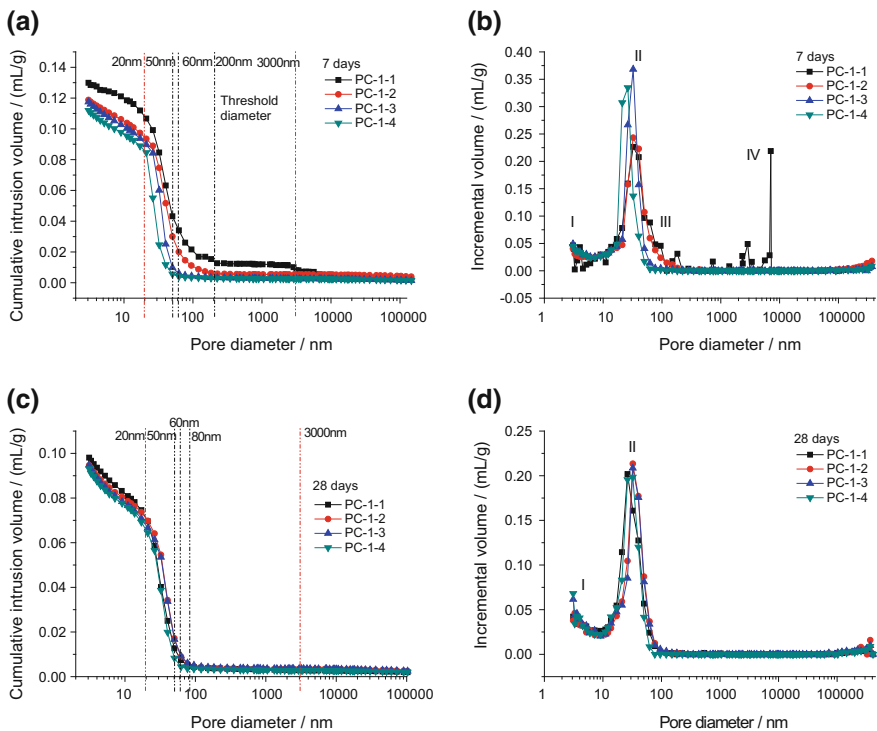 (a)
20nm 50nm 60nm 200nm 3000nm
7 days
PC-1-1
PC-1-2
PC-1-3
PC-1-4
Threshold
diameter
Cumulative intrusion volume / (mL/g)
0.14
0.12
0.10
0.08
0.06
0.04
0.02
0.00
10 100 1000 10000 100000
Pore diameter / nm
(b)
7 days
PC-1-1
PC-1-2
PC-1-3
PC-1-4
I
II
III
IV
Incremental volume / (mL/g)
0.40
0.35
0.30
0.25
0.20
0.15
0.10
0.05
0.00
-0.05
1 10 100 1000 10000 100000
Pore diameter / nm
(c)
60nm
20nm 50nm 80nm 3000nm
28 days
PC-1-1
PC-1-2
PC-1-3
PC-1-4
Cumulative intrusion volume / (mL/g)
0.10
0.08
0.06
0.04
0.02
0.00
10 100 1000 10000 100000
Pore diameter / nm
(d)
28 days
PC-1-1
PC-1-2
PC-1-3
PC-1-4
I
II
Incremental volume / (mL/g)
0.25
0.20
0.15
0.10
0.05
0.00
1 10 100 1000 10000 100000
Pore diameter / nm